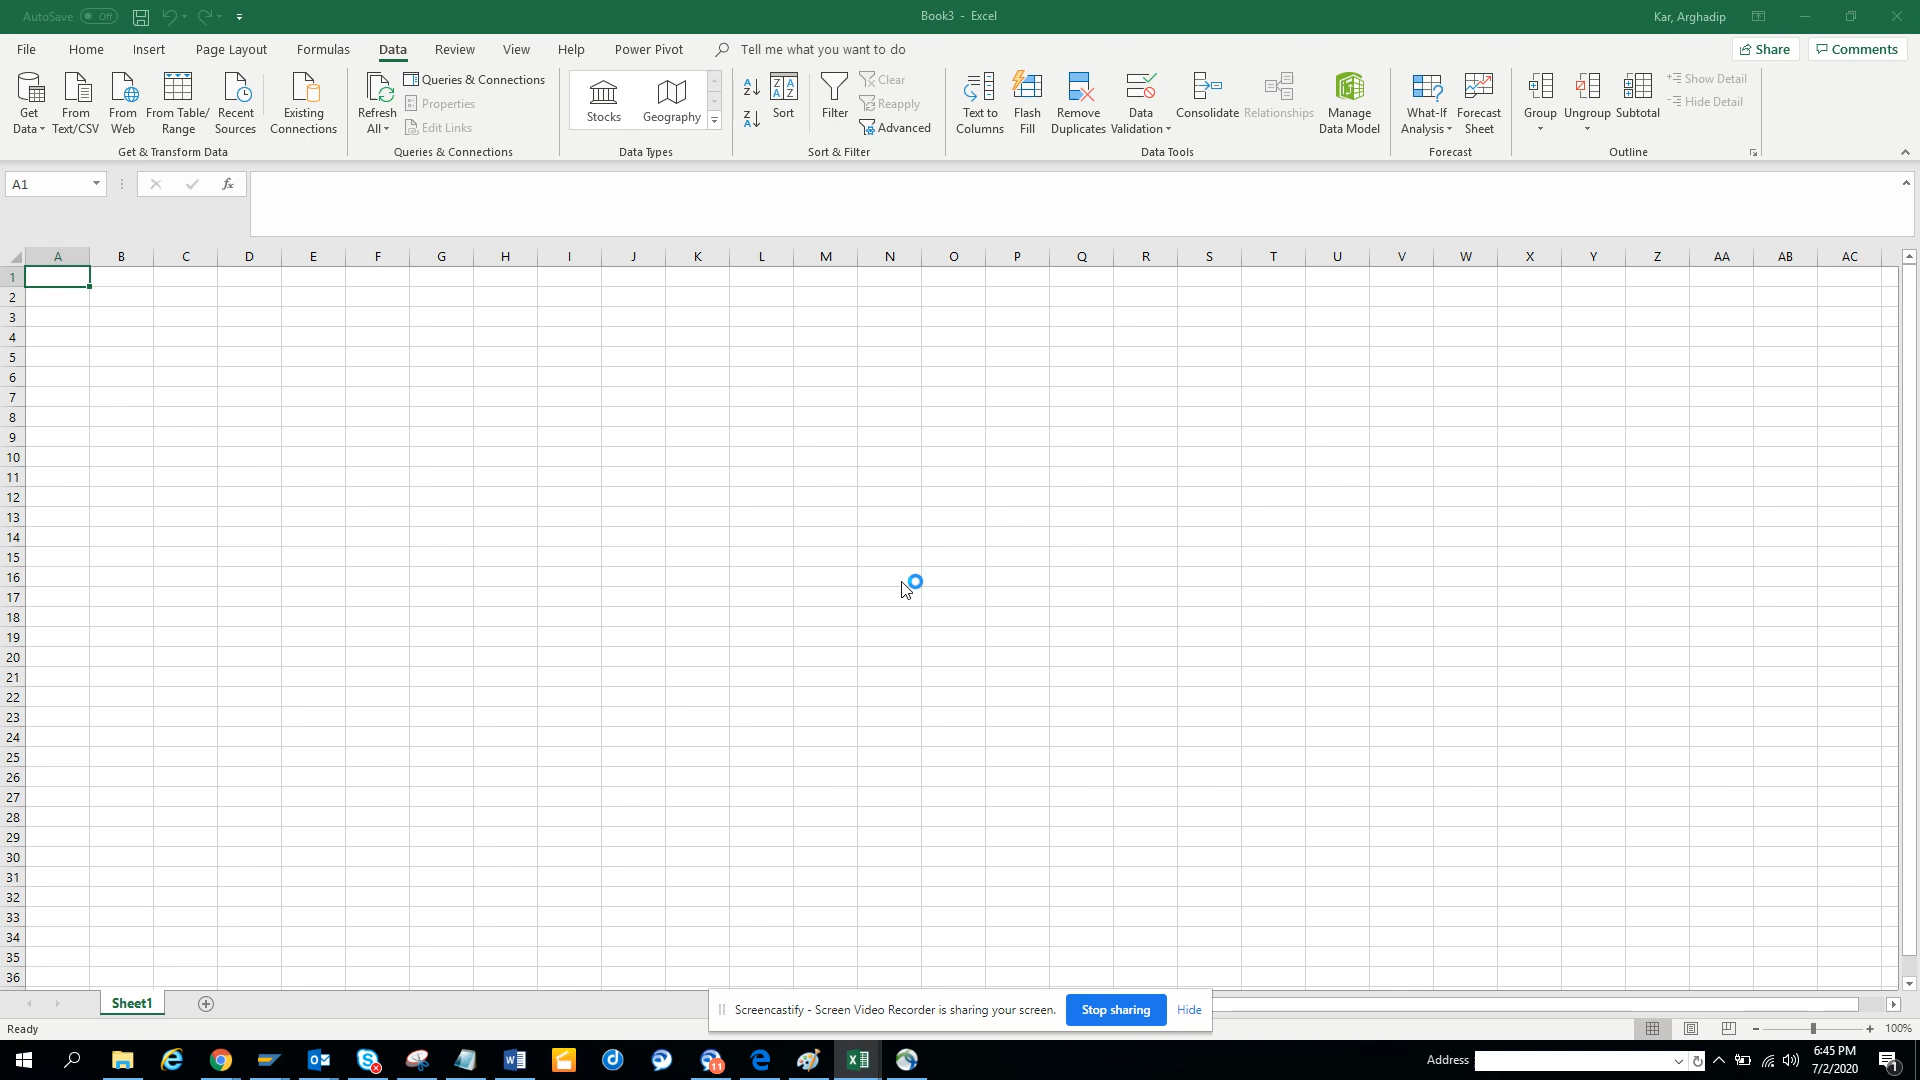 AutoSave Off
Book3 - Excel
Kar, Arghadip
File Home Insert Page Layout Formulas Data Review View Help Power Pivot Tell me what you want to do
Share Comments
Get Data
From Text/CSV
From Web
From Table/ Range
Recent Sources
Existing Connections
Get & Transform Data
Refresh All
Queries & Connections
Properties
Edit Links
Queries & Connections
Stocks
Geography
Data Types
Sort
Filter
Clear
Reapply
Advanced
Sort & Filter
Text to Columns
Flash Fill
Remove Duplicates
Data Validation
Consolidate
Relationships
Manage Data Model
Data Tools
What-If Analysis
Forecast Sheet
Forecast
Group
Ungroup
Subtotal
Show Detail
Hide Detail
Outline
A1
fx
A B C D E F G H I J K L M N O P Q R S T U V W X Y Z AA AB AC
1
2
3
4
5
6
7
8
9
10
11
12
13
14
15
16
17
18
19
20
21
22
23
24
25
26
27
28
29
30
31
32
33
34
35
36
Sheet1
Screencastify - Screen Video Recorder is sharing your screen. Stop sharing Hide
Ready
100%
Address
6:45 PM
7/2/2020
11
1